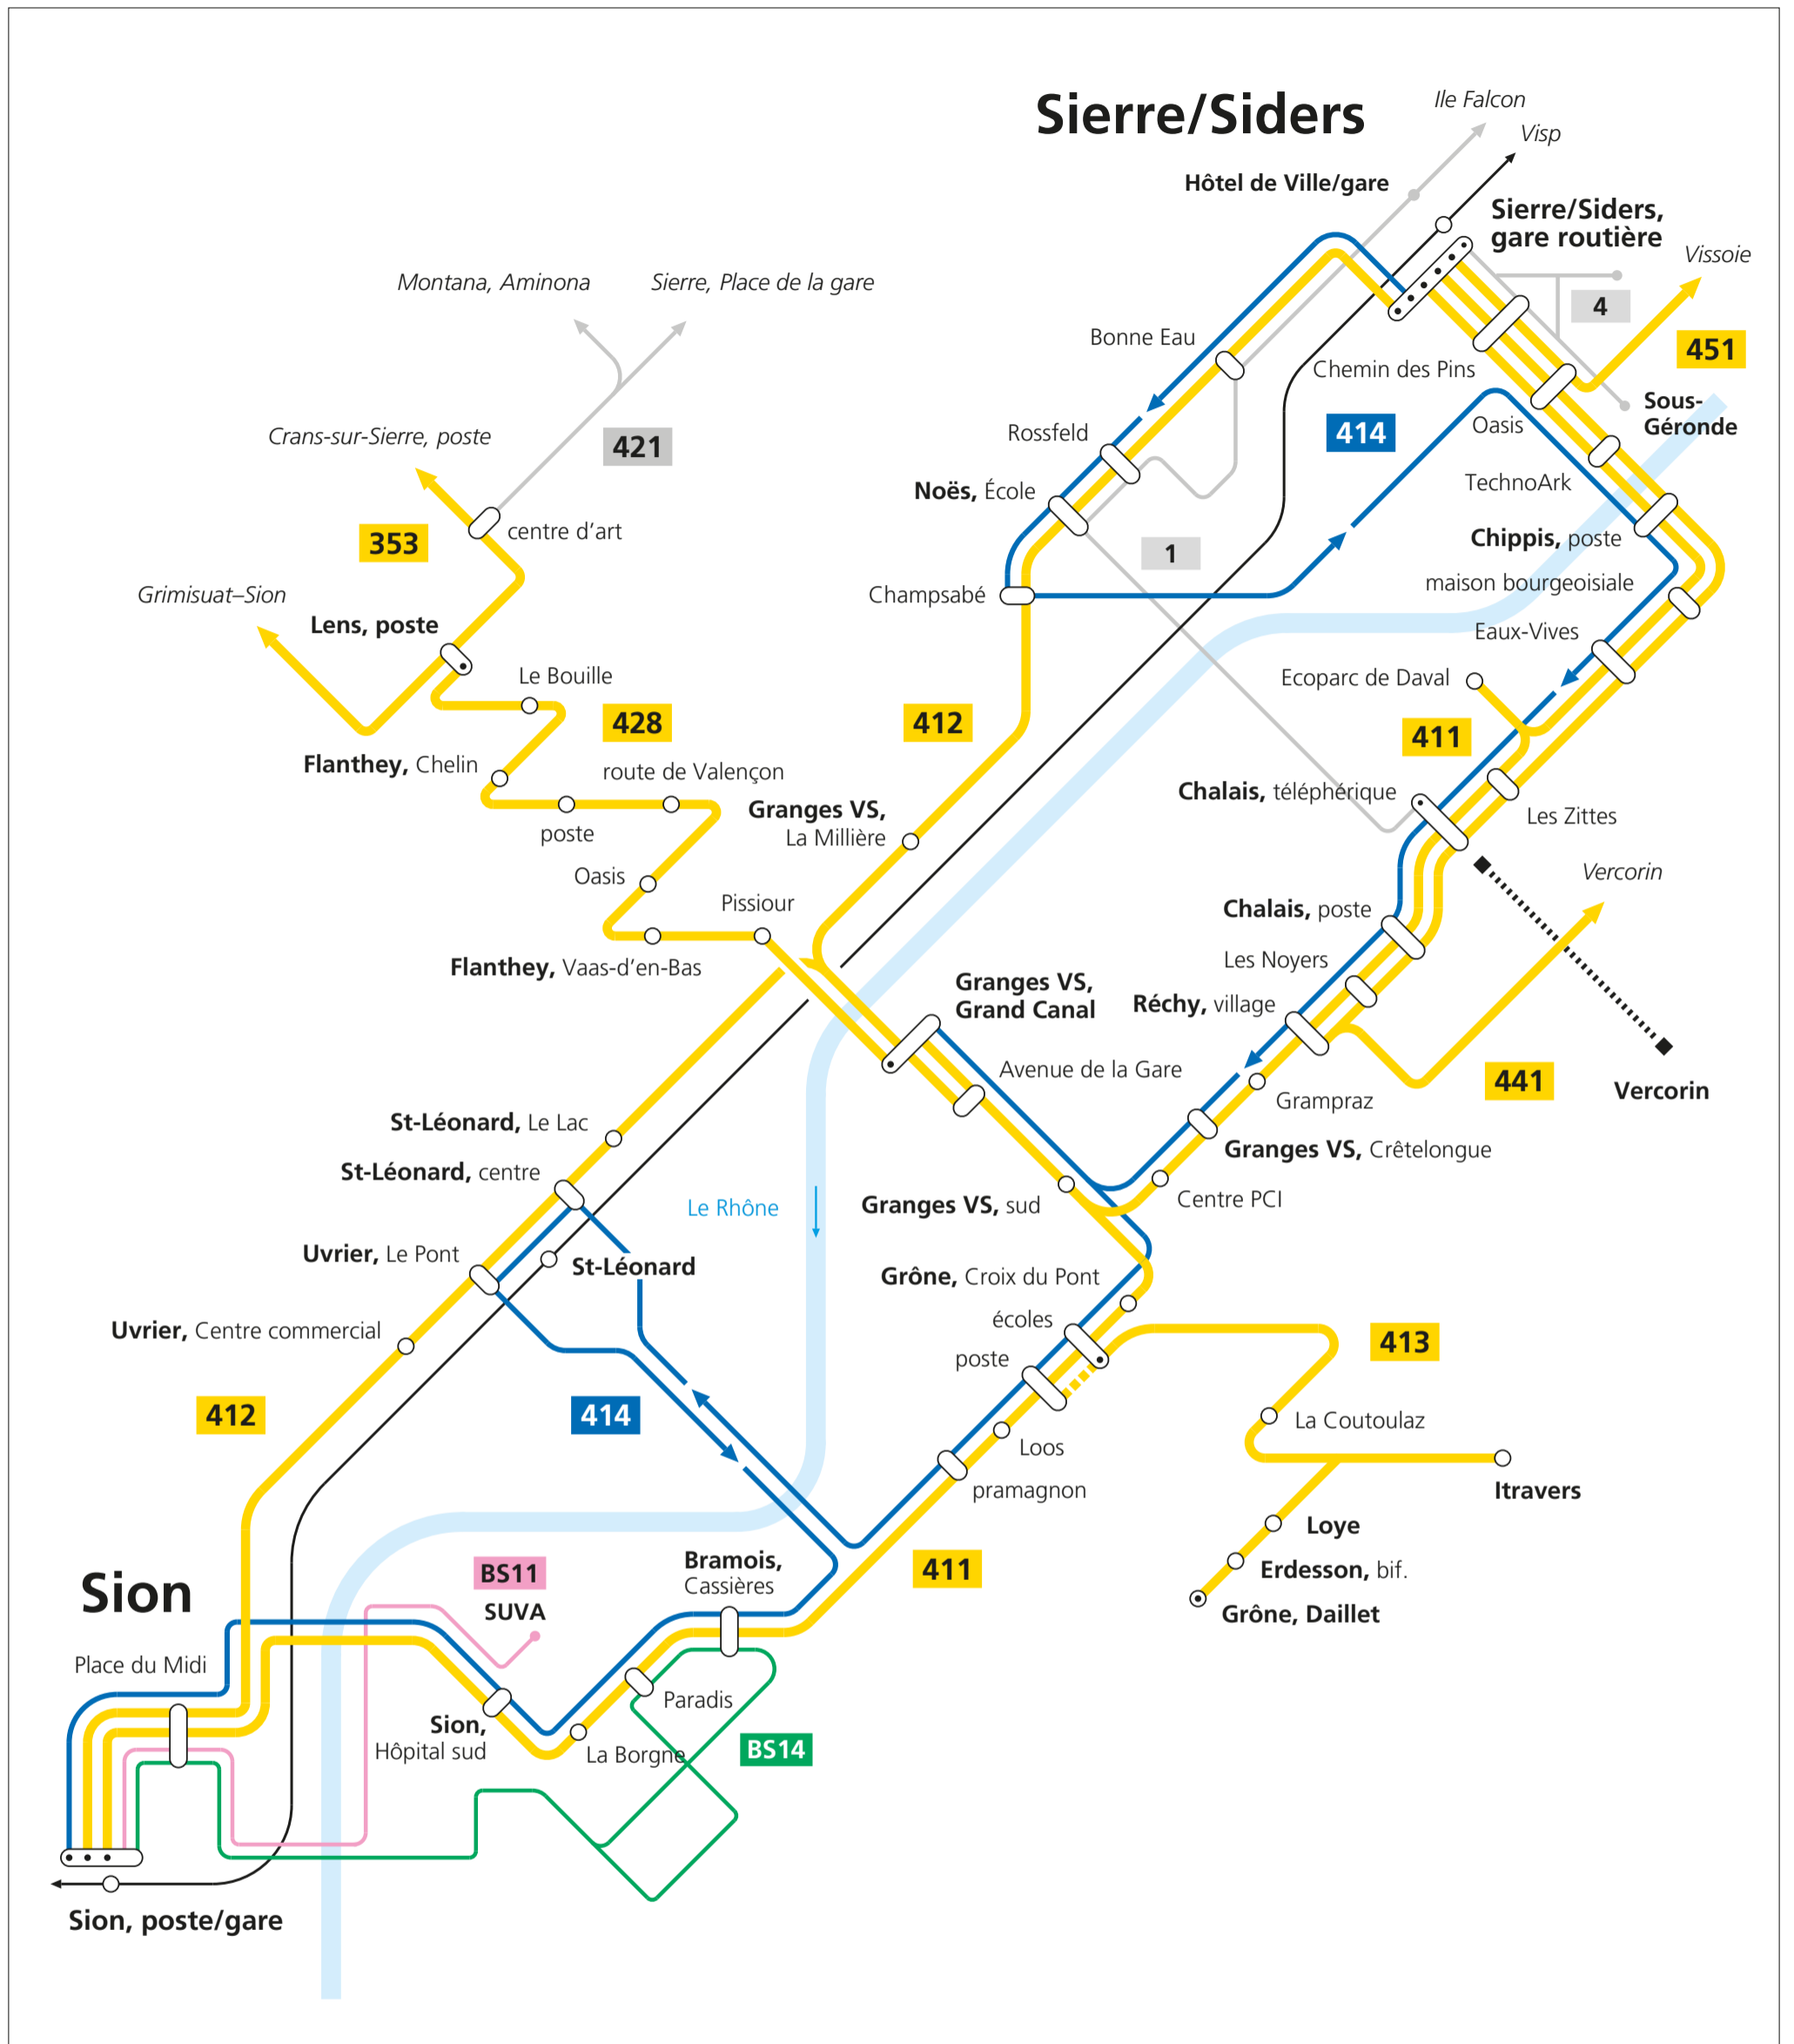 Ile Falcon
Sierre/Siders
Visp
Hôtel de Ville/gare
Sierre/Siders,
gare routière
Vissoie
Montana, Aminona
Sierre, Place de la gare
4
Bonne Eau
451
Chemin des Pins
Sous-
Géronde
Oasis
414
Rossfeld
Crans-sur-Sierre, poste
421
TechnoArk
Noës, École
centre d’art
353
Chippis, poste
1
maison bourgeoisiale
Grimisuat–Sion
Champsabé
Lens, poste
Eaux-Vives
Le Bouille
Ecoparc de Daval
428
412
411
Flanthey, Chelin
route de Valençon
Chalais, téléphérique
Granges VS,
La Millière
Les Zittes
poste
Oasis
Vercorin
Pissiour
Chalais, poste
Flanthey, Vaas-d’en-Bas
Les Noyers
Granges VS,
Grand Canal
Réchy, village
Avenue de la Gare
441
Vercorin
Grampraz
St-Léonard, Le Lac
Granges VS, Crêtelongue
St-Léonard, centre
Centre PCI
Le Rhône
Granges VS, sud
Uvrier, Le Pont
St-Léonard
Grône, Croix du Pont
écoles
Uvrier, Centre commercial
413
poste
412
414
La Coutoulaz
Loos
pramagnon
Itravers
Loye
Bramois,
Cassières
411
Erdesson, bif.
BS11
Sion
SUVA
Grône, Daillet
Place du Midi
Paradis
Sion,
Hôpital sud
La Borgne
BS14
Sion, poste/gare